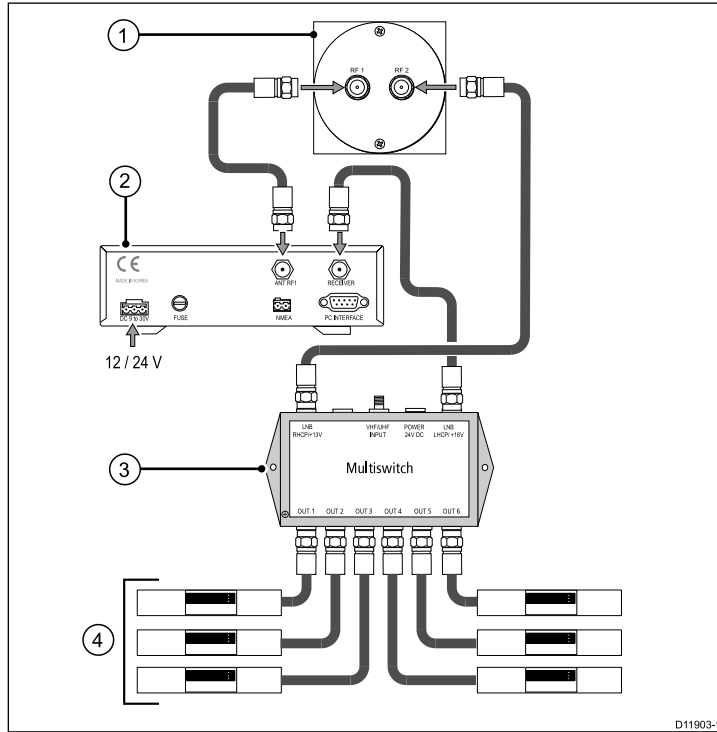 1
RF 1 RF 2
2
CE
MADE IN KOREA
ANT RF1
RECEIVER
DC 9 to 30V
FUSE
NMEA
PC INTERFACE
12 / 24 V
LNB
RHCP/+13V
VHF/UHF
INPUT
POWER
24V DC
LNB
LHCP/ +18V
3
Multiswitch
OUT 1 OUT 2 OUT 3 OUT 4 OUT 5 OUT 6
4